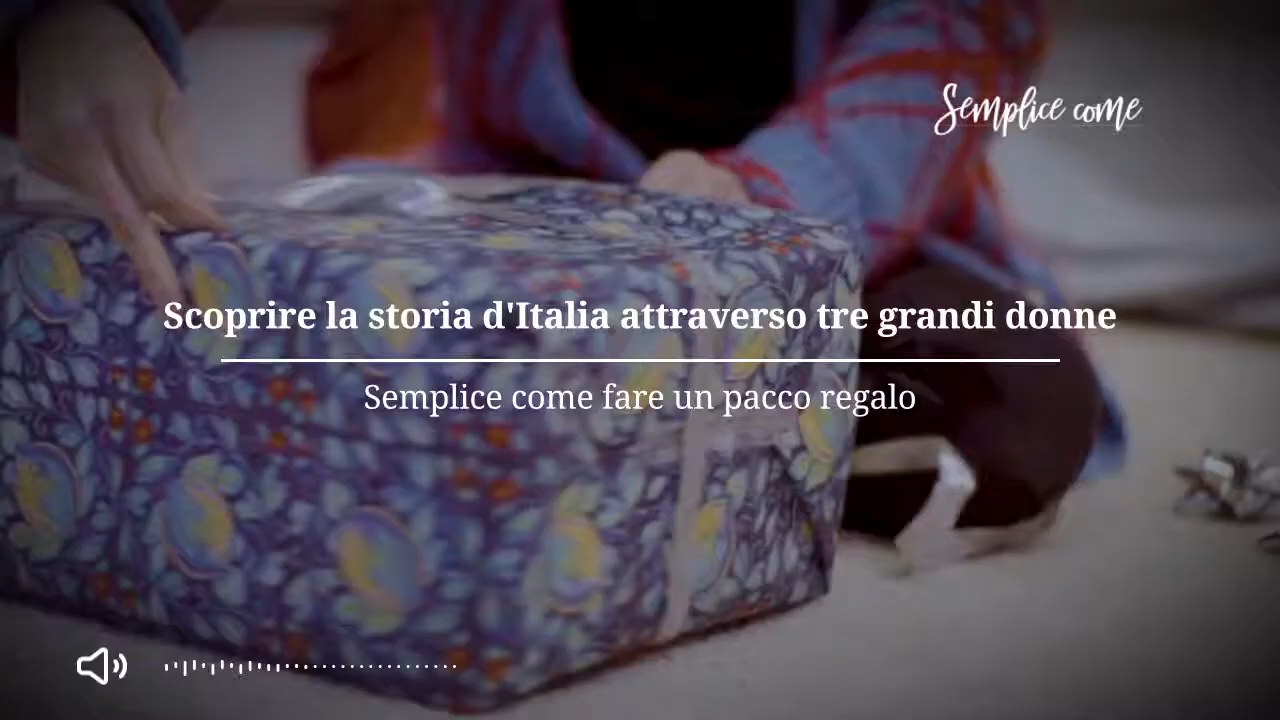 Semplice come
Scoprire la storia d'Italia attraverso tre grandi donne
Semplice come fare un pacco regalo